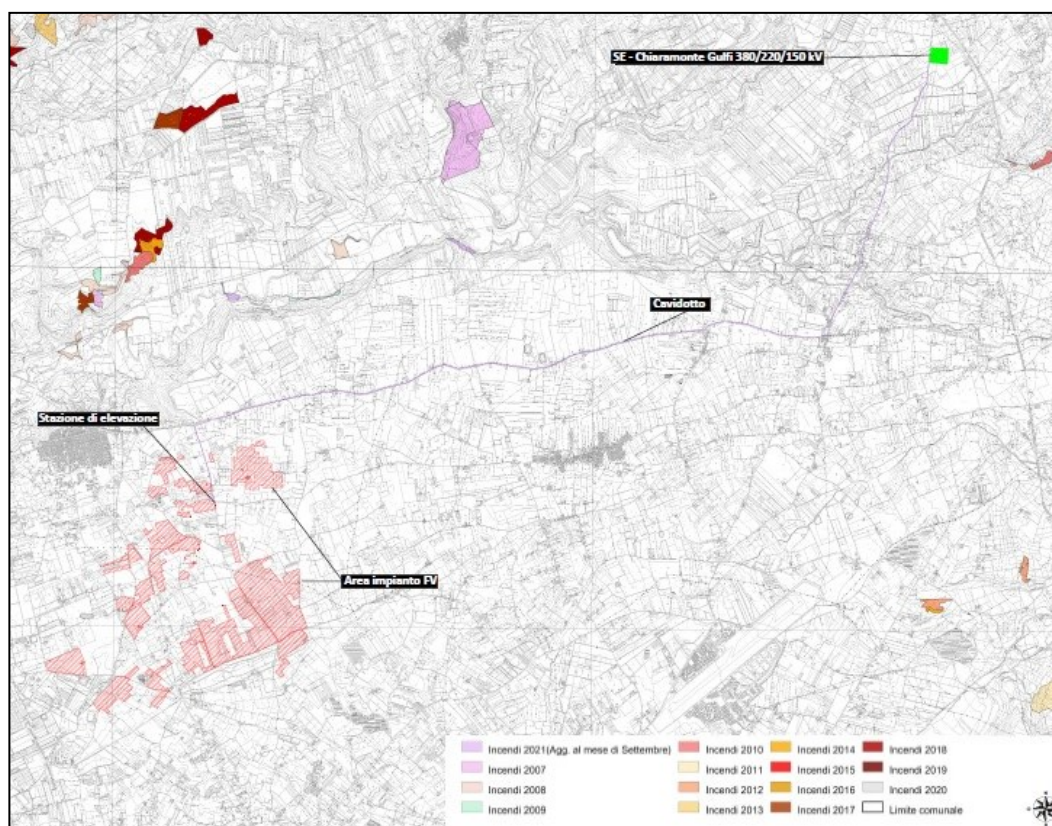 SE - Chiaramonte Gulfi 380/220/150 kV
Cavidotto
Stazione di elevazione
Area impianto FV
Incendi 2021(Agg. al mese di Settembre)
Incendi 2007
Incendi 2008
Incendi 2009
Incendi 2010
Incendi 2011
Incendi 2012
Incendi 2013
Incendi 2014
Incendi 2015
Incendi 2016
Incendi 2017
Incendi 2018
Incendi 2019
Incendi 2020
Limite comunale